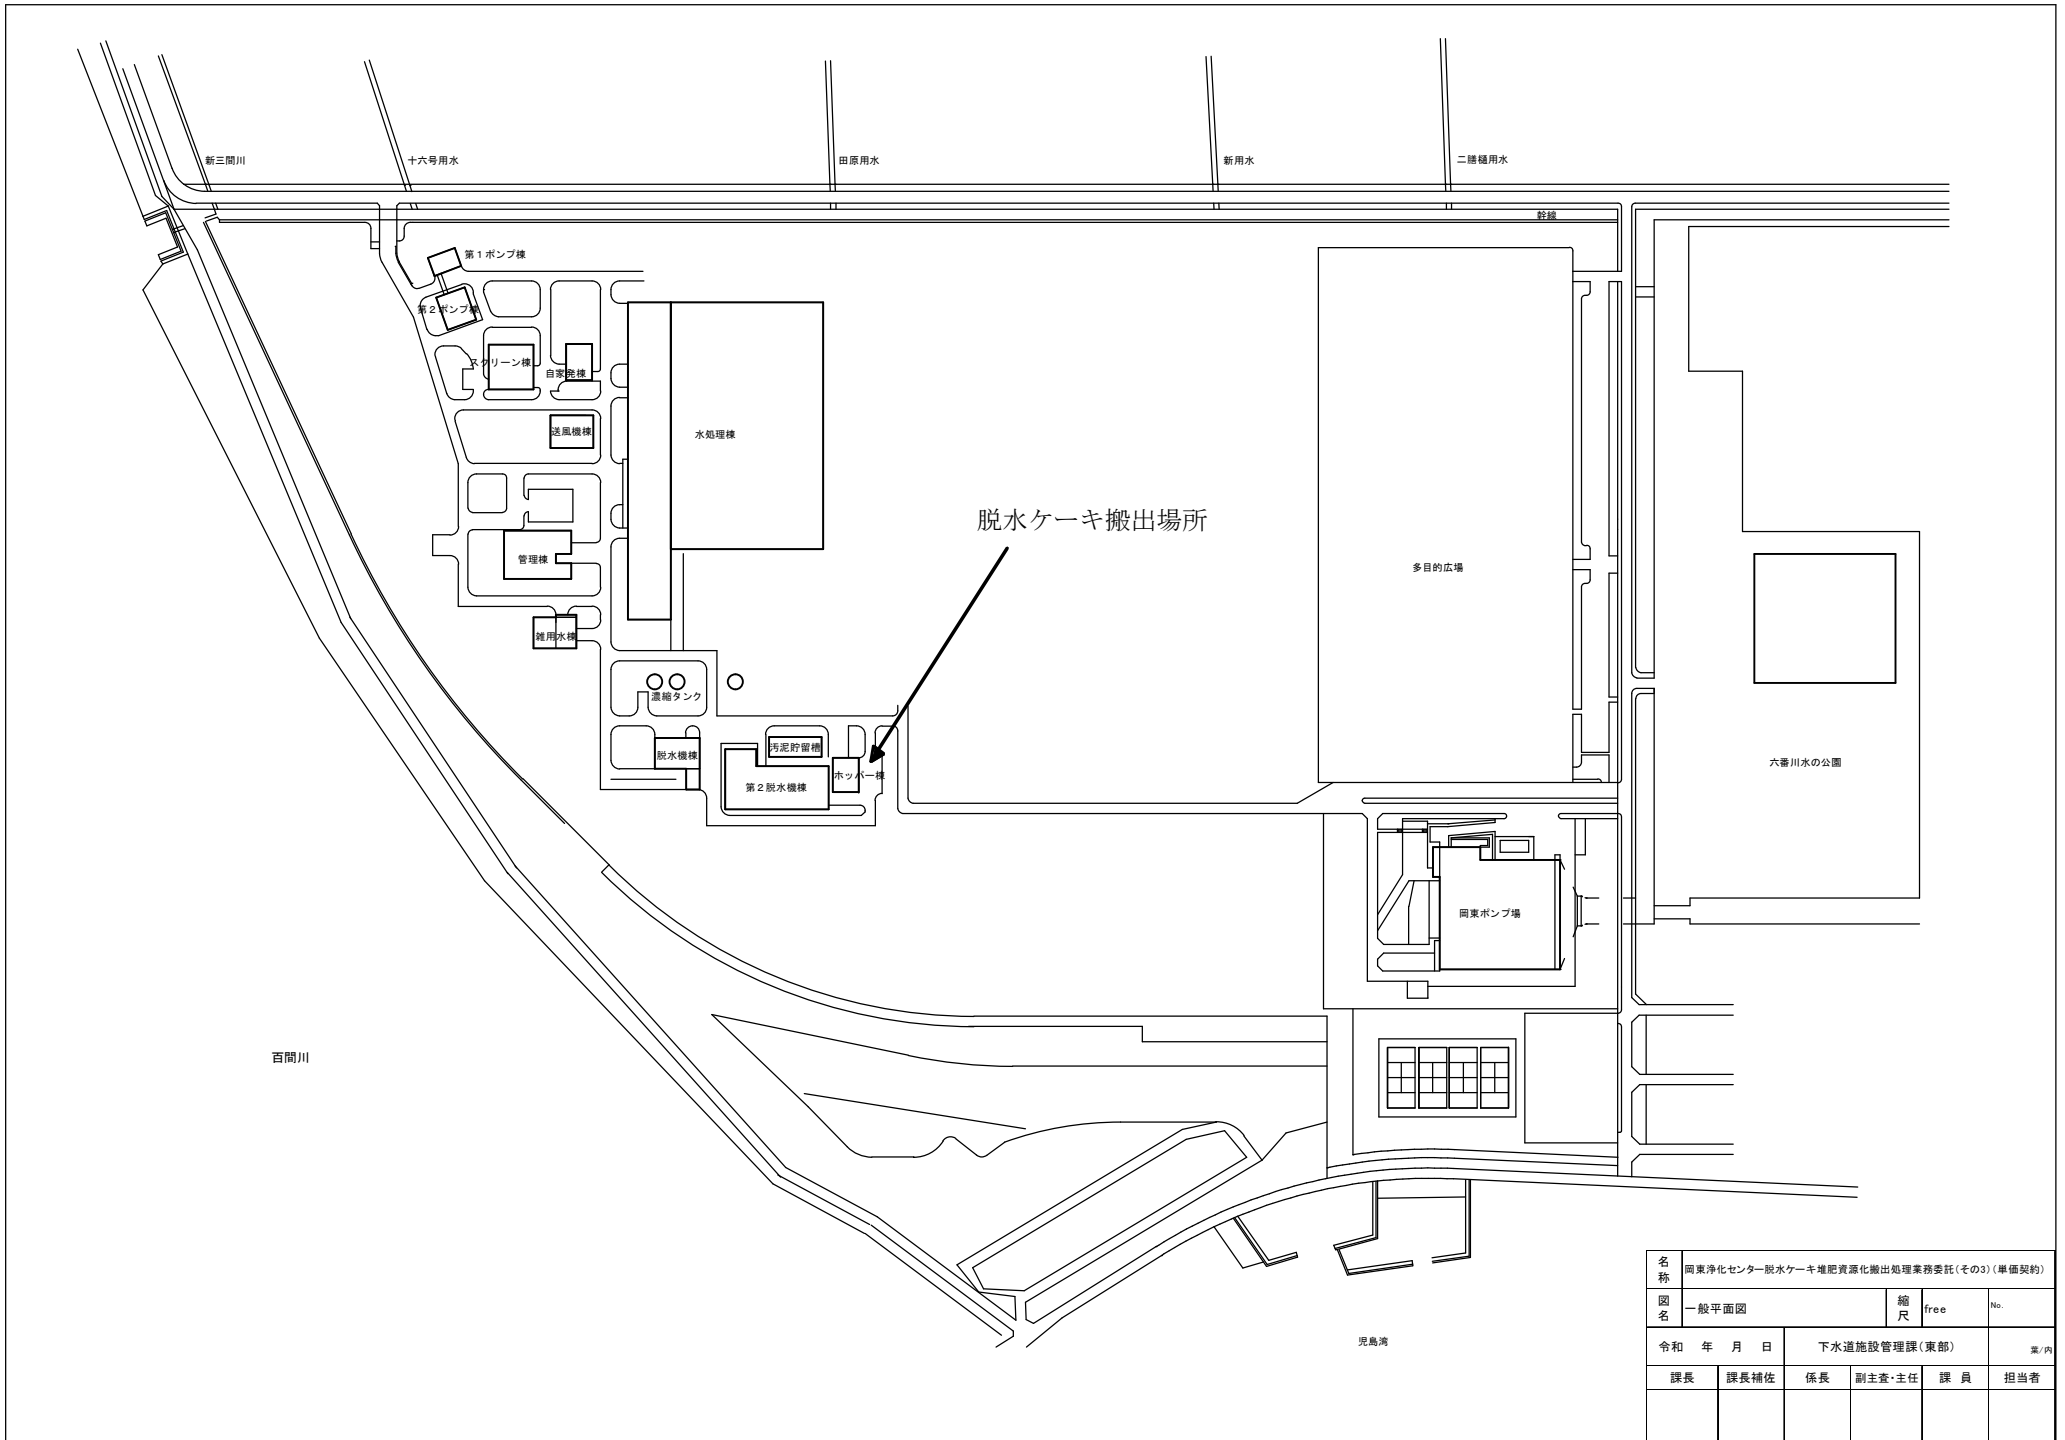 新三間川
十六号用水
田原用水
新用水
二膳樋用水
幹線
第１ポンプ棟
第２ポンプ棟
スクリーン棟
自家発棟
送風機棟
水処理棟
脱水ケーキ搬出場所
管理棟
多目的広場
雑用水棟
濃縮タンク
脱水機棟
汚泥貯留槽
ホッパー棟
第２脱水機棟
六番川水の公園
岡東ポンプ場
百間川
児島湾
名称 岡東浄化センター脱水ケーキ堆肥資源化搬出処理業務委託(その3)(単価契約)
図名 一般平面図 縮尺 free No.
令和 年 月 日 下水道施設管理課(東部) 葉/内
課長 課長補佐 係長 副主査・主任 課 員 担当者